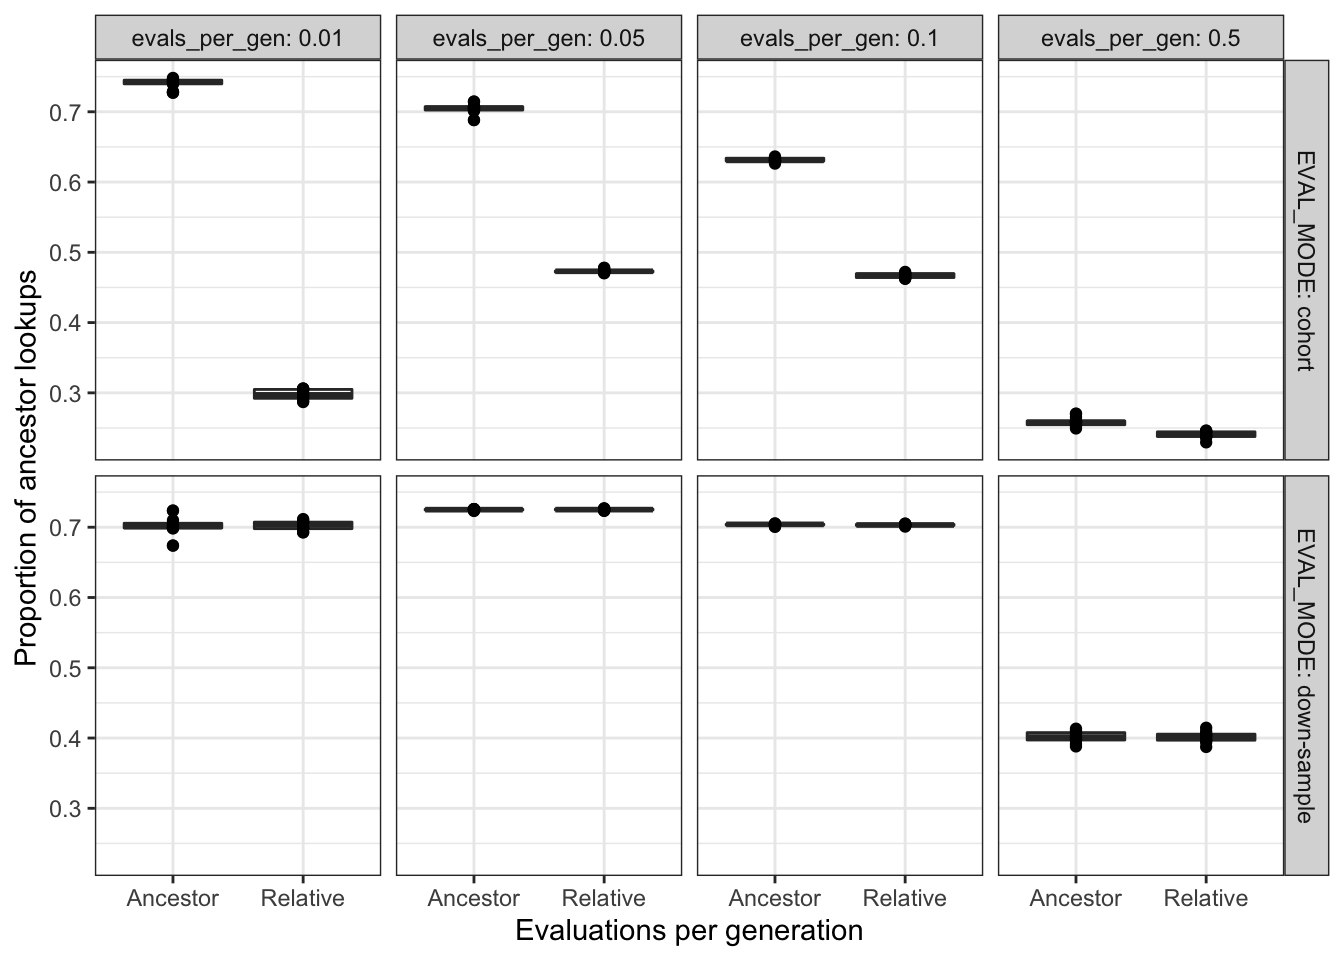 evals_per_gen: 0.01
evals_per_gen: 0.05
evals_per_gen: 0.1
evals_per_gen: 0.5
Proportion of ancestor lookups
0.7
0.6
0.5
0.4
0.3
EVAL_MODE: cohort
0.7
0.6
0.5
0.4
0.3
EVAL_MODE: down-sample
Ancestor
Relative
Ancestor
Relative
Ancestor
Relative
Ancestor
Relative
Evaluations per generation